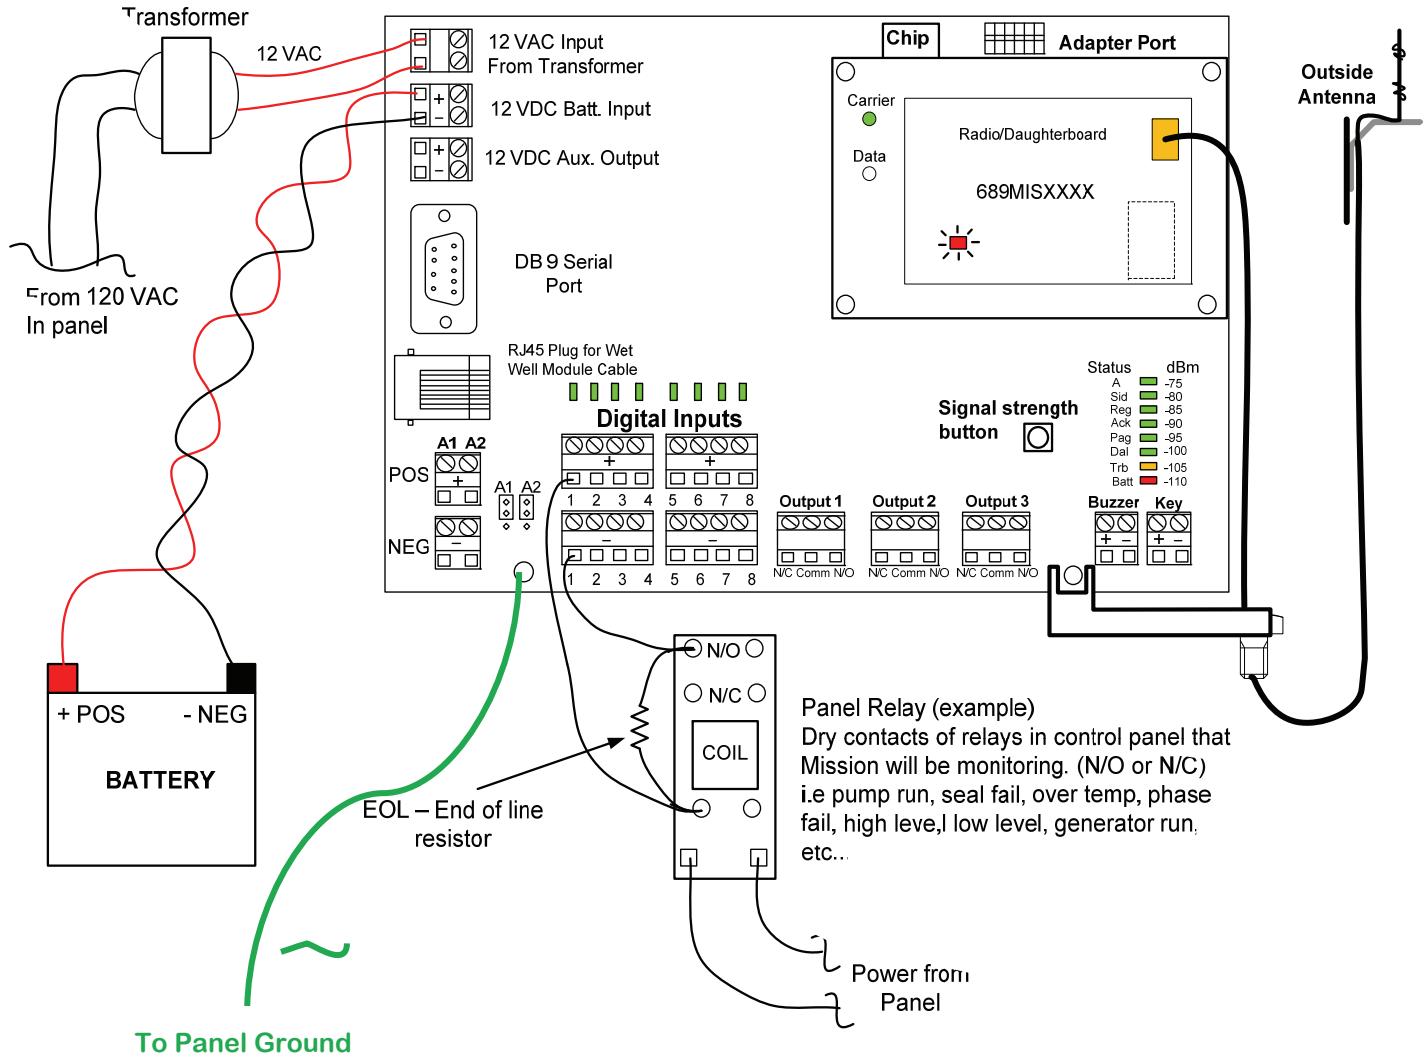 Transformer
12 VAC
12 VAC Input
From Transformer
+
−
12 VDC Batt. Input
+
−
12 VDC Aux. Output
From 120 VAC
In panel
DB 9 Serial
Port
RJ45 Plug for Wet
Well Module Cable
Chip
Adapter Port
Carrier
Data
Radio/Daughterboard
689MISXXXX
Outside
Antenna
Digital Inputs
+ +
1 2 3 4 5 6 7 8
− −
1 2 3 4 5 6 7 8
A1 A2
POS
+
NEG
−
A1 A2
Signal strength
button
Status dBm
A -75
Sid -80
Reg -85
Ack -90
Pag -95
Dal -100
Trb -105
Batt -110
Output 1 Output 2 Output 3
N/C Comm N/O N/C Comm N/O N/C Comm N/O
Buzzer Key
+ − + −
+ POS - NEG
BATTERY
N/O
N/C
COIL
EOL – End of line
resistor
Panel Relay (example)
Dry contacts of relays in control panel that
Mission will be monitoring. (N/O or N/C)
i.e pump run, seal fail, over temp, phase
fail, high leve,l low level, generator run,
etc...
Power from
Panel
To Panel Ground